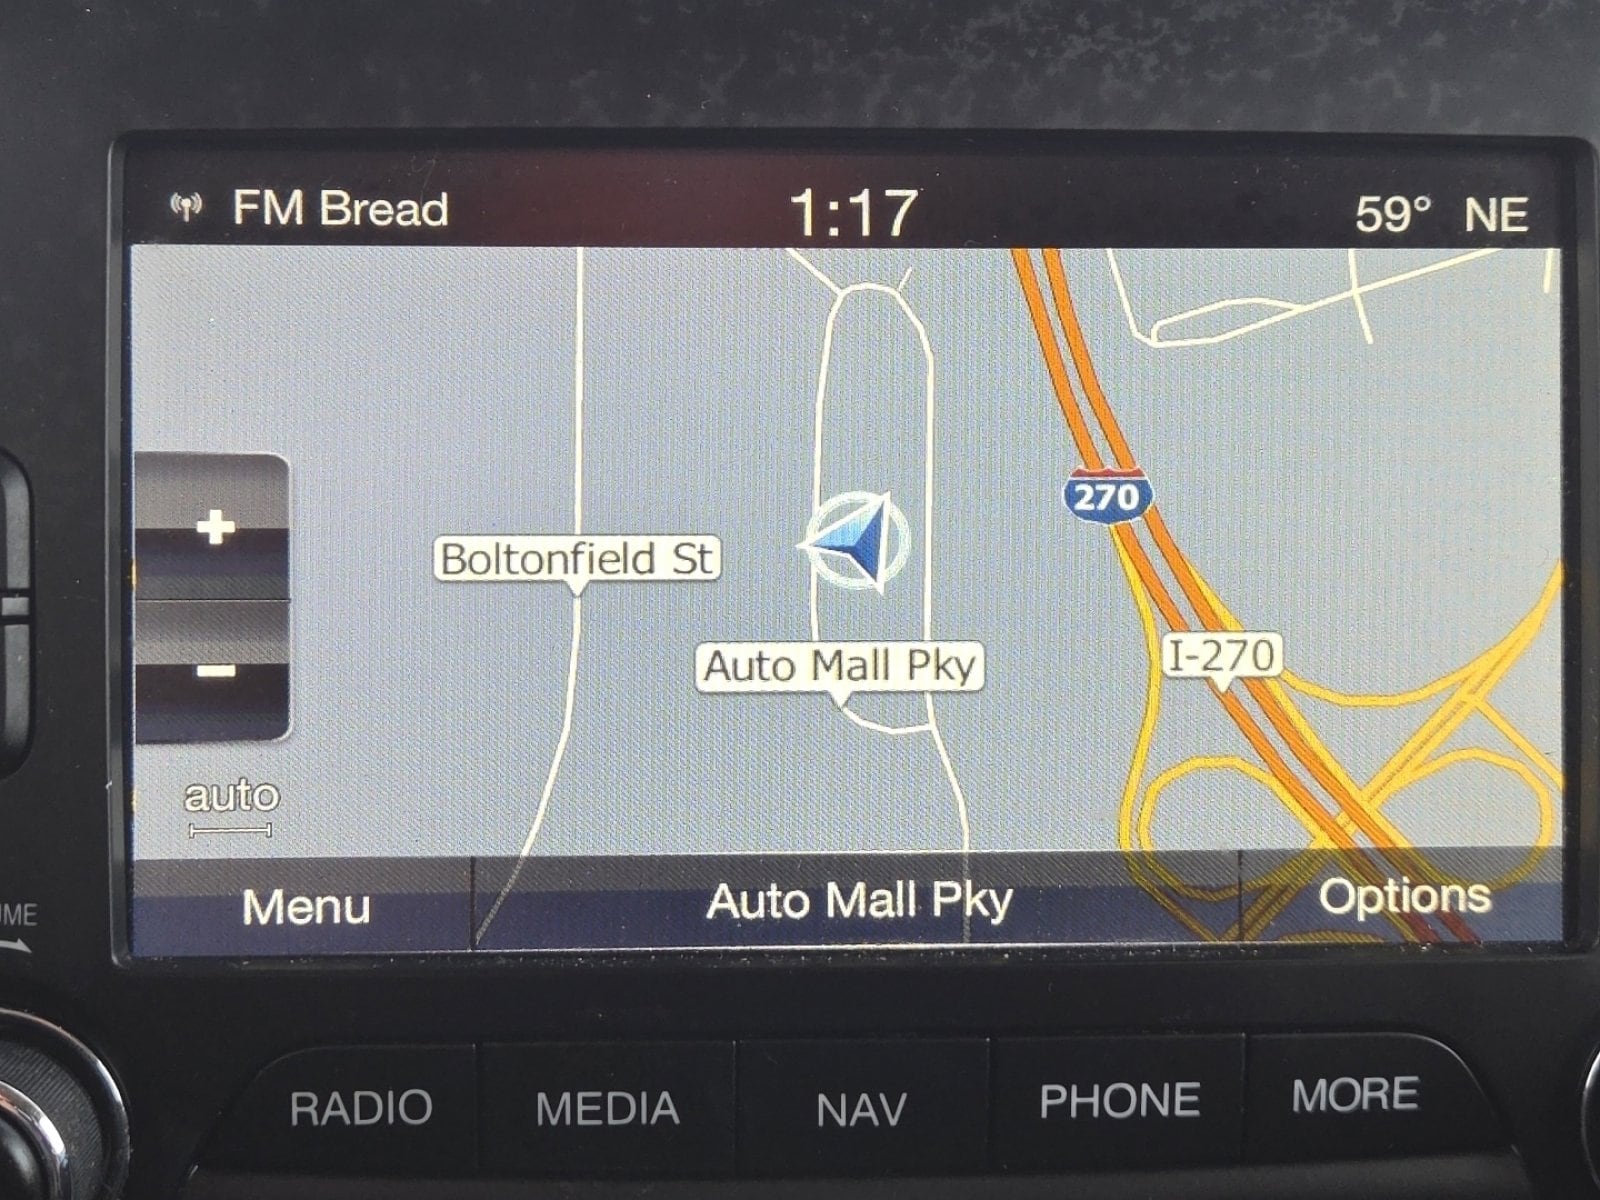 FM Bread 1:17 59° NE
270
Boltonfield St
Auto Mall Pky
I-270
auto
Menu Auto Mall Pky Options
RADIO MEDIA NAV PHONE MORE